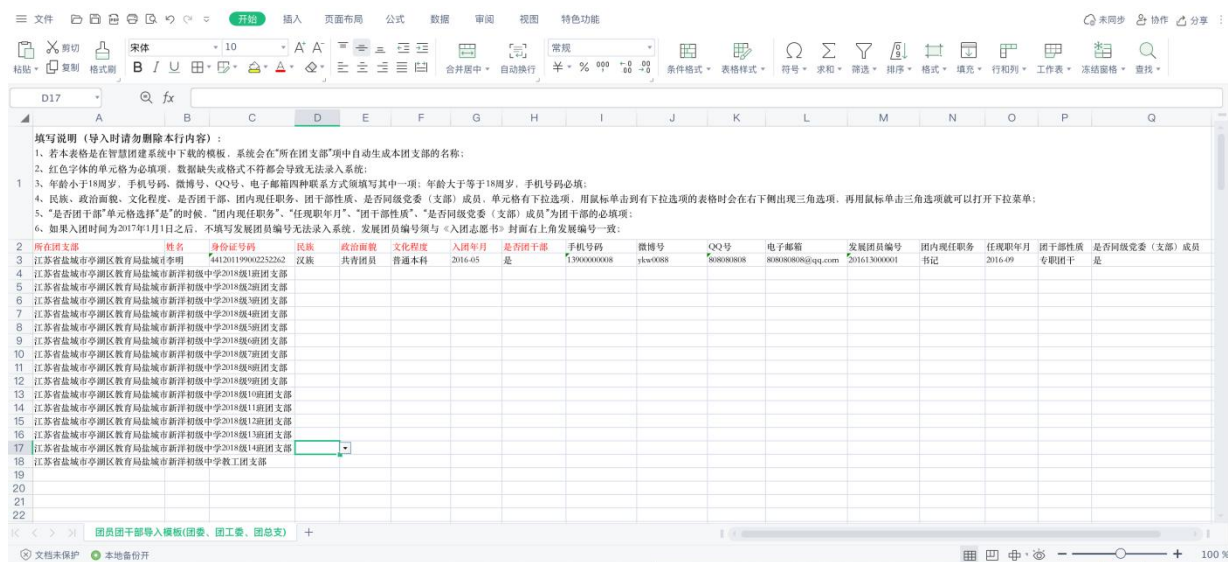 文件 开始 插入 页面布局 公式 数据 审阅 视图 特色功能 未同步 协作 分享
剪切 宋体 10 A⁺ A⁻ 常规
粘贴 复制 格式刷 B I U A 合并居中 自动换行 ¥ % 000 条件格式 表格样式 符号 求和 筛选 排序 格式 填充 行和列 工作表 冻结窗格 查找
D17 fx
A B C D E F G H I J K L M N O P Q
填写说明（导入时请勿删除本行内容）:
1、若本表格是在智慧团建系统中下载的模板，系统会在“所在团支部”项中自动生成本团支部的名称;
2、红色字体的单元格为必填项，数据缺失或格式不符都会导致无法录入系统;
1 3、年龄小于18周岁，手机号码、微博号、QQ号、电子邮箱四种联系方式须填写其中一项; 年龄大于等于18周岁，手机号码必填;
4、民族、政治面貌、文化程度、是否团干部、团内现任职务、团干部性质、是否同级党委（支部）成员，单元格有下拉选项，用鼠标单击到有下拉选项的表格时会在右下侧出现三角选项，再用鼠标单击三角选项就可以打开下拉菜单;
5、“是否团干部”单元格选择“是”的时候，“团内现任职务”、“任现职年月”、“团干部性质”、“是否同级党委（支部）成员”为团干部的必填项;
6、如果入团时间为2017年1月1日之后，不填写发展团员编号无法录入系统，发展团员编号须与《入团志愿书》封面右上角发展编号一致;
2 所在团支部 姓名 身份证号码 民族 政治面貌 文化程度 入团年月 是否团干部 手机号码 微博号 QQ号 电子邮箱 发展团员编号 团内现任职务 任现职年月 团干部性质 是否同级党委（支部）成员
3 江苏省盐城市亭湖区教育局盐城市 李明 441201199002252262 汉族 共青团员 普通本科 2016-05 是 13900000008 ykw0088 808080808 808080808@qq.com 201613000001 书记 2016-09 专职团干 是
4 江苏省盐城市亭湖区教育局盐城市新洋初级中学2018级1班团支部
5 江苏省盐城市亭湖区教育局盐城市新洋初级中学2018级2班团支部
6 江苏省盐城市亭湖区教育局盐城市新洋初级中学2018级3班团支部
7 江苏省盐城市亭湖区教育局盐城市新洋初级中学2018级4班团支部
8 江苏省盐城市亭湖区教育局盐城市新洋初级中学2018级5班团支部
9 江苏省盐城市亭湖区教育局盐城市新洋初级中学2018级6班团支部
10 江苏省盐城市亭湖区教育局盐城市新洋初级中学2018级7班团支部
11 江苏省盐城市亭湖区教育局盐城市新洋初级中学2018级8班团支部
12 江苏省盐城市亭湖区教育局盐城市新洋初级中学2018级9班团支部
13 江苏省盐城市亭湖区教育局盐城市新洋初级中学2018级10班团支部
14 江苏省盐城市亭湖区教育局盐城市新洋初级中学2018级11班团支部
15 江苏省盐城市亭湖区教育局盐城市新洋初级中学2018级12班团支部
16 江苏省盐城市亭湖区教育局盐城市新洋初级中学2018级13班团支部
17 江苏省盐城市亭湖区教育局盐城市新洋初级中学2018级14班团支部
18 江苏省盐城市亭湖区教育局盐城市新洋初级中学教工团支部
19
20
21
22
团员团干部导入模板(团委、团工委、团总支)
文档未保护 本地备份开 100 %